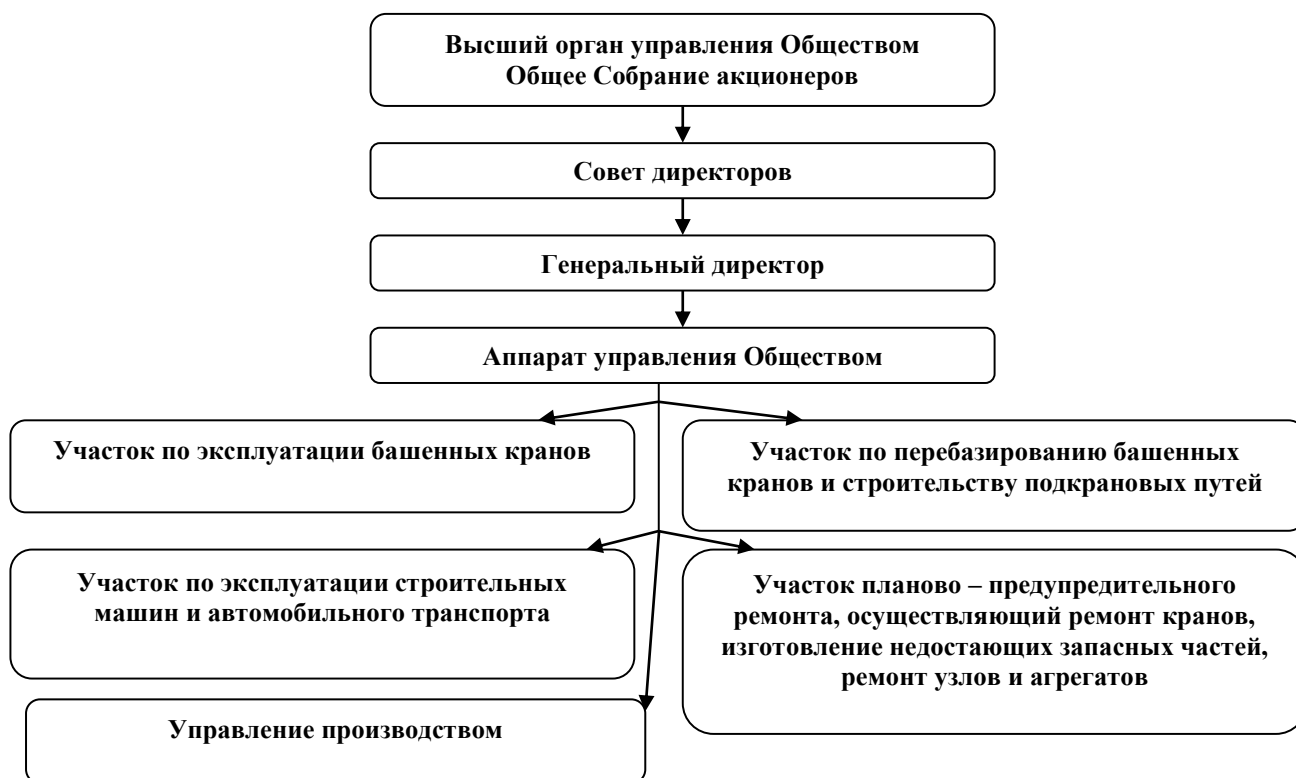 Высший орган управления Обществом
Общее Собрание акционеров
Совет директоров
Генеральный директор
Аппарат управления Обществом
Участок по эксплуатации башенных кранов
Участок по перебазированию башенных
кранов и строительству подкрановых путей
Участок по эксплуатации строительных
машин и автомобильного транспорта
Участок планово – предупредительного
ремонта, осуществляющий ремонт кранов,
изготовление недостающих запасных частей,
ремонт узлов и агрегатов
Управление производством